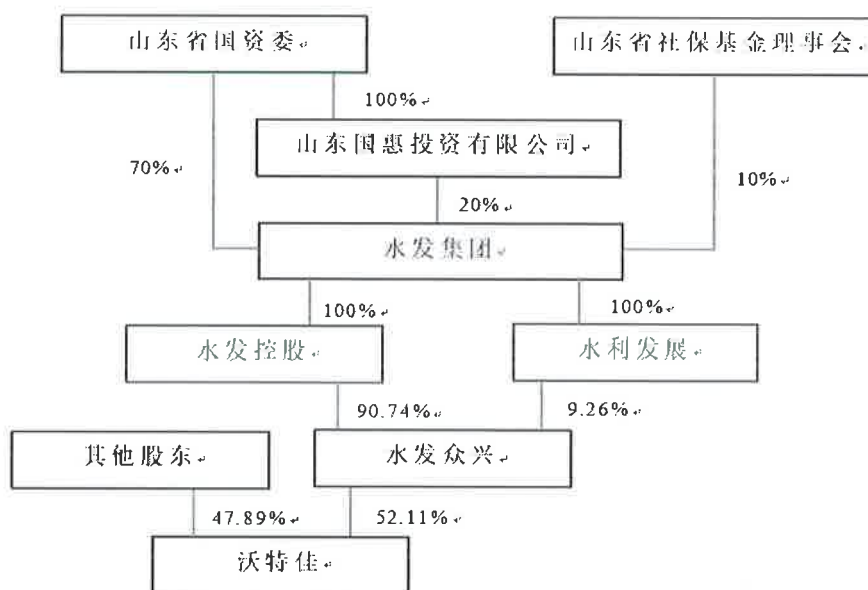 山东省国资委
山东省社保基金理事会
100%
山东国惠投资有限公司
70%
10%
20%
水发集团
100%
100%
水发控股
水利发展
90.74%
9.26%
其他股东
水发众兴
47.89%
52.11%
沃特佳